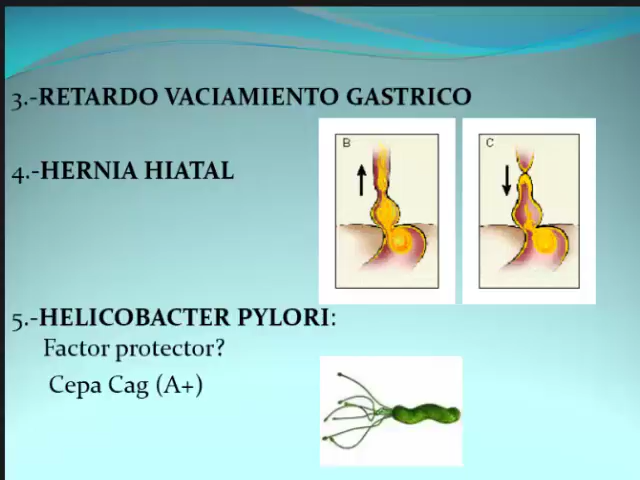 3.-RETARDO VACIAMIENTO GASTRICO
4.-HERNIA HIATAL
B
C
5.-HELICOBACTER PYLORI:
Factor protector?
Cepa Cag (A+)